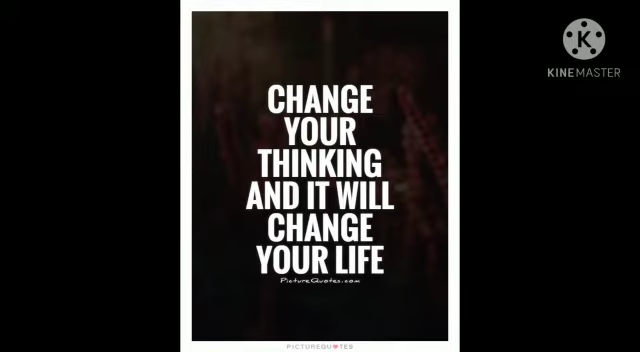 CHANGE
YOUR
THINKING
AND IT WILL
CHANGE
YOUR LIFE
PictureQuotes.com
PICTUREQUOTES
KINEMASTER